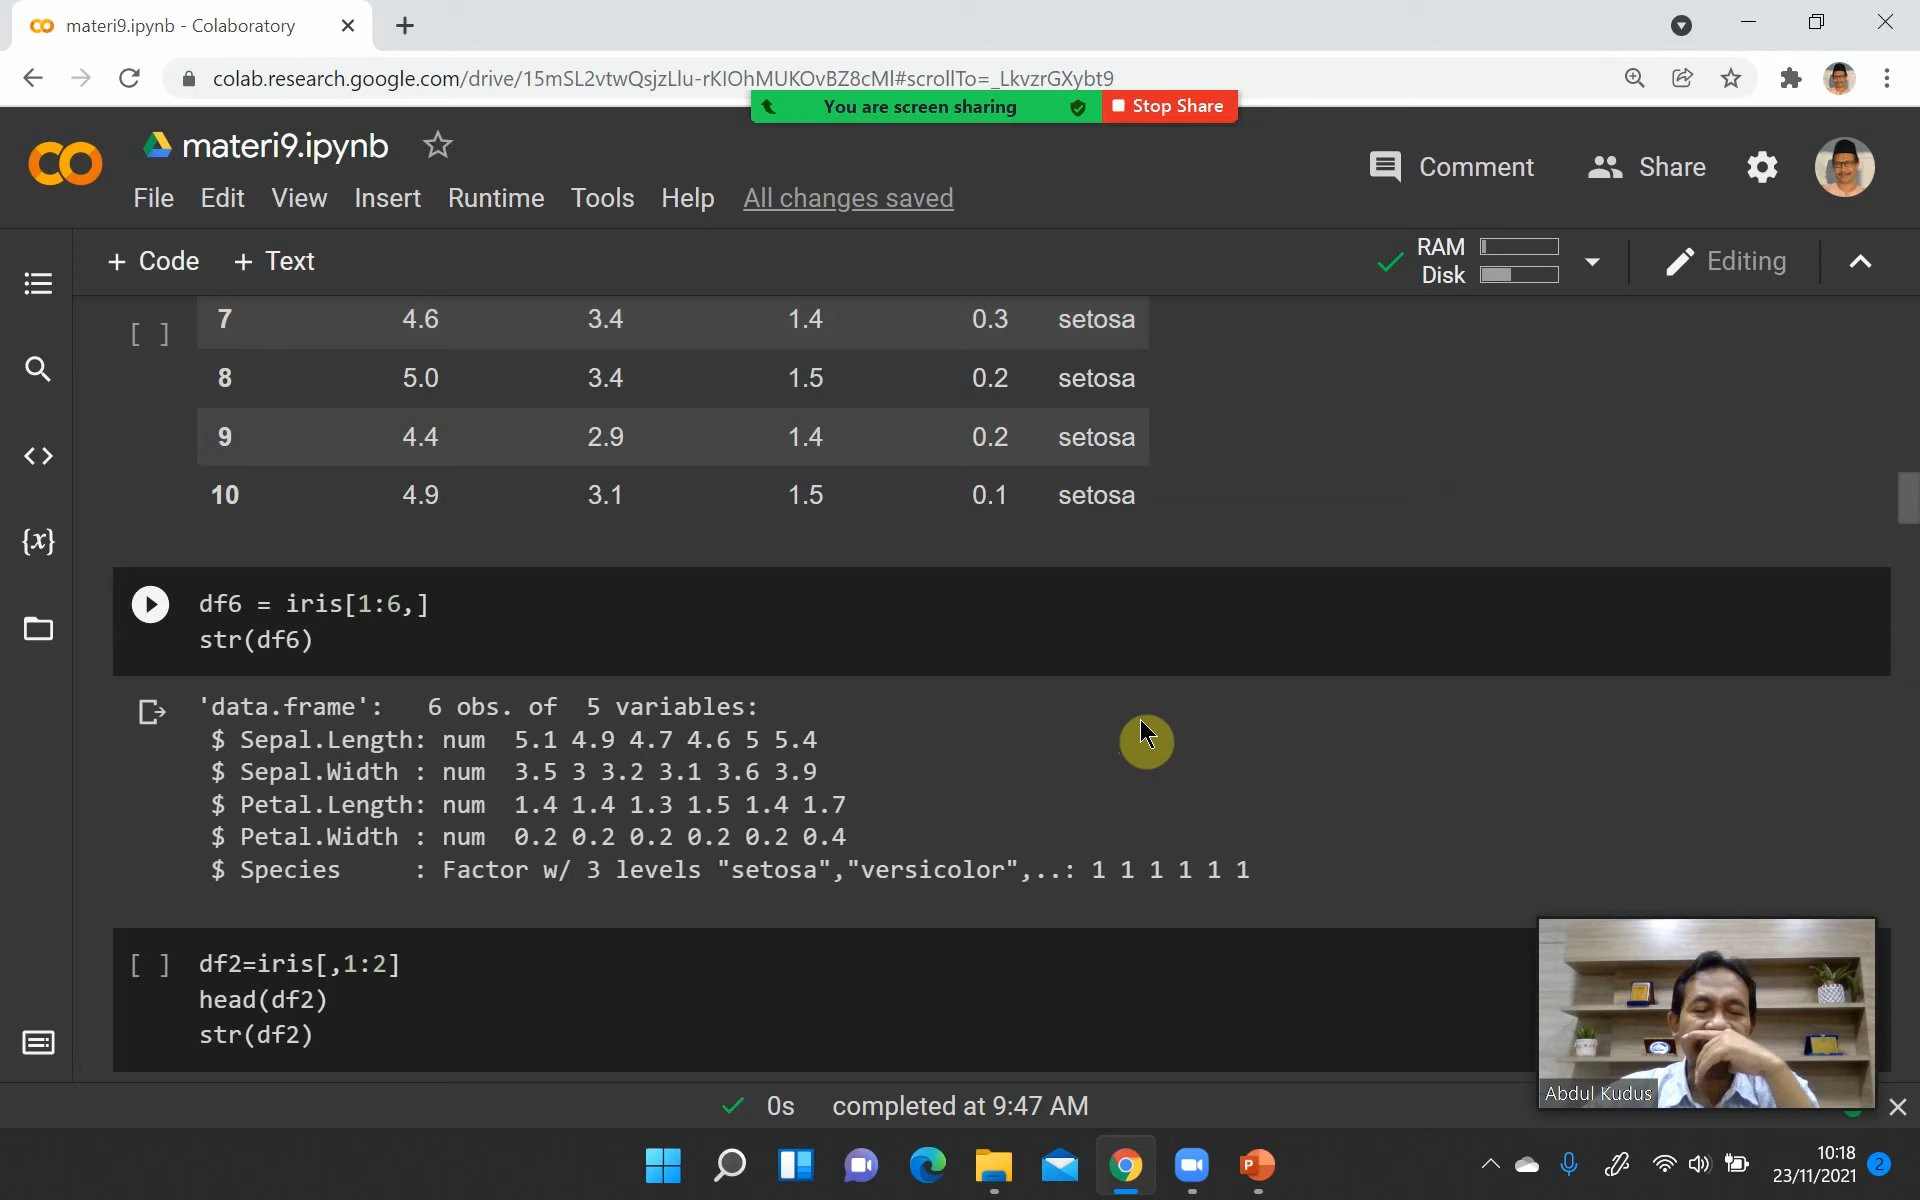 materi9.ipynb - Colaboratory
colab.research.google.com/drive/15mSL2vtwQsjzLlu-rKIOhMUKOvBZ8cMl#scrollTo=_LkvzrGXybt9
You are screen sharing
Stop Share
materi9.ipynb
Comment
Share
File Edit View Insert Runtime Tools Help All changes saved
+ Code + Text
RAM
Disk
Editing
[ ] 7 4.6 3.4 1.4 0.3 setosa
8 5.0 3.4 1.5 0.2 setosa
9 4.4 2.9 1.4 0.2 setosa
10 4.9 3.1 1.5 0.1 setosa
df6 = iris[1:6,]
str(df6)
'data.frame': 6 obs. of 5 variables:
$ Sepal.Length: num 5.1 4.9 4.7 4.6 5 5.4
$ Sepal.Width : num 3.5 3 3.2 3.1 3.6 3.9
$ Petal.Length: num 1.4 1.4 1.3 1.5 1.4 1.7
$ Petal.Width : num 0.2 0.2 0.2 0.2 0.2 0.4
$ Species : Factor w/ 3 levels "setosa","versicolor",..: 1 1 1 1 1 1
[ ] df2=iris[,1:2]
head(df2)
str(df2)
Abdul Kudus
0s completed at 9:47 AM
10:18
23/11/2021
2